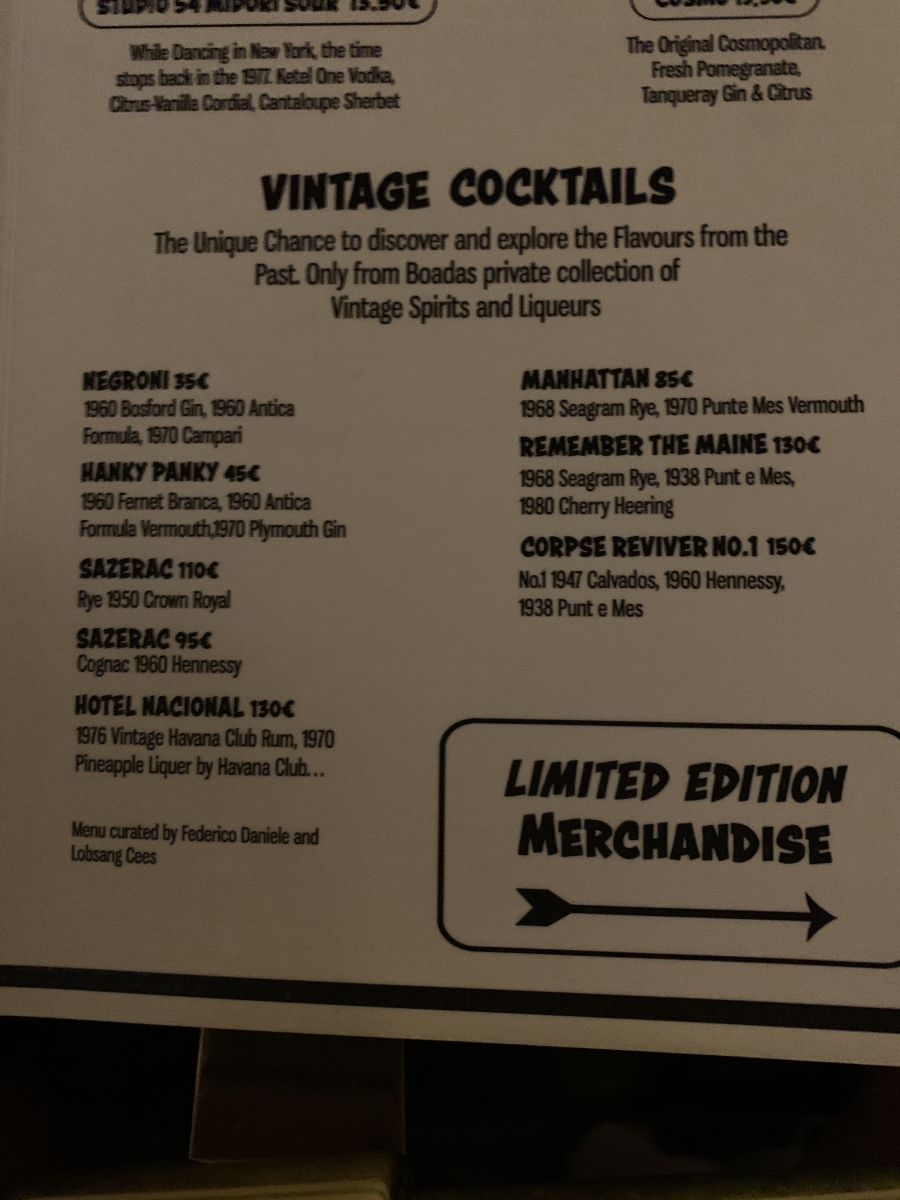 STUDIO 54 MIDORI SOUR 13.50€
While Dancing in New York, the time
stops back in the 1977. Ketel One Vodka,
Citrus-Vanilla Cordial, Cantaloupe Sherbet
The Original Cosmopolitan.
Fresh Pomegranate,
Tanqueray Gin & Citrus
VINTAGE COCKTAILS
The Unique Chance to discover and explore the Flavours from the
Past. Only from Boadas private collection of
Vintage Spirits and Liqueurs
NEGRONI 35€
1960 Bosford Gin, 1960 Antica
Formula, 1970 Campari
HANKY PANKY 45€
1960 Fernet Branca, 1960 Antica
Formula Vermouth,1970 Plymouth Gin
SAZERAC 110€
Rye 1950 Crown Royal
SAZERAC 95€
Cognac 1960 Hennessy
HOTEL NACIONAL 130€
1976 Vintage Havana Club Rum, 1970
Pineapple Liquer by Havana Club...
Menu curated by Federico Daniele and
Lobsang Cees
MANHATTAN 85€
1968 Seagram Rye, 1970 Punte Mes Vermouth
REMEMBER THE MAINE 130€
1968 Seagram Rye, 1938 Punt e Mes,
1980 Cherry Heering
CORPSE REVIVER NO.1 150€
No.1 1947 Calvados, 1960 Hennessy,
1938 Punt e Mes
LIMITED EDITION
MERCHANDISE